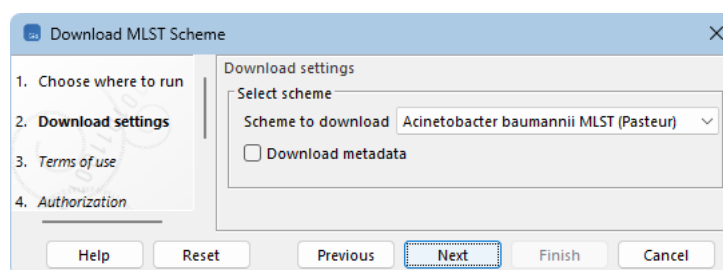 Download MLST Scheme
1. Choose where to run
2. Download settings
3. Terms of use
4. Authorization
Download settings
Select scheme
Scheme to download Acinetobacter baumannii MLST (Pasteur)
Download metadata
Help Reset Previous Next Finish Cancel